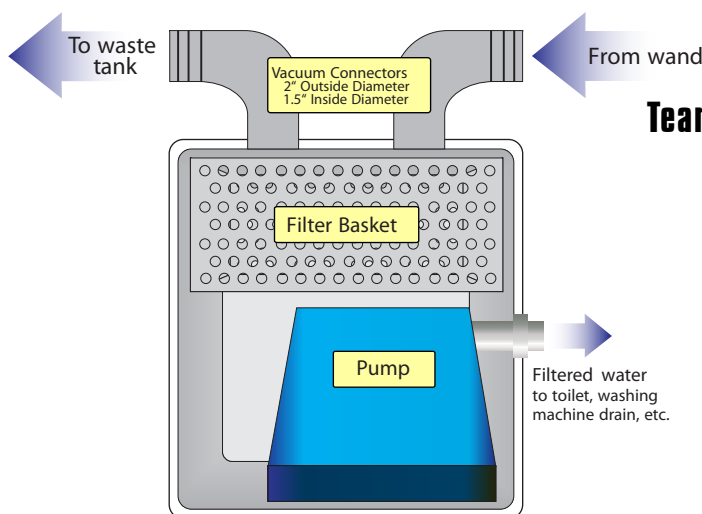 To waste
tank
Vacuum Connectors
2" Outside Diameter
1.5" Inside Diameter
From wand
Filter Basket
Pump
Filtered water
to toilet, washing
machine drain, etc.